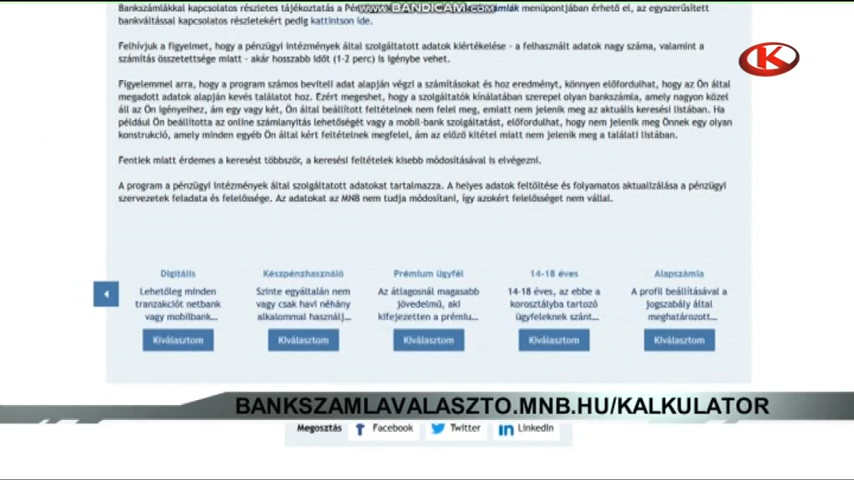 Bankszámlákkal kapcsolatos részletes tájékoztatás a menüpontjában érhető el, az egyszerűsített
www.BANDICAM.com
bankváltással kapcsolatos részletekért pedig kattintson ide.
Felhívjuk a figyelmet, hogy a pénzügyi intézmények által szolgáltatott adatok kiértékelése - a felhasznált adatok nagy száma, valamint a
számítás összetettsége miatt - akár hosszabb időt (1-2 perc) is igénybe vehet.
K
Figyelemmel arra, hogy a program számos beviteli adat alapján végzi a számításokat és hoz eredményt, könnyen előfordulhat, hogy az Ön által
megadott adatok alapján kevés találatot hoz. Ezért megeshet, hogy a szolgáltatók kínálatában szerepel olyan bankszámla, amely nagyon közel
áll az Ön igényeihez, ám egy vagy két, Ön által beállított feltételnek nem felel meg, emiatt nem jelenik meg az aktuális keresési listában. Ha
például Ön beállította az online számlanyitás lehetőségét vagy a mobil-bank szolgáltatást, előfordulhat, hogy nem jelenik meg Önnek egy olyan
konstrukció, amely minden egyéb Ön által kért feltételnek megfelel, ám az előző kitétel miatt nem jelenik meg a találati listában.
Fentiek miatt érdemes a keresést többször, a keresési feltételek kisebb módosításával is elvégezni.
A program a pénzügyi intézmények által szolgáltatott adatokat tartalmazza. A helyes adatok feltöltése és folyamatos aktualizálása a pénzügyi
szervezetek feladata és felelőssége. Az adatokat az MNB nem tudja módosítani, így azokért felelősséget nem vállal.
Digitális
Lehetőleg minden
tranzakciót netbank
vagy mobilbank...
Kiválasztom
Készpénzhasználó
Szinte egyáltalán nem
vagy csak havi néhány
alkalommal használj...
Kiválasztom
Prémium ügyfél
Az átlagosnál magasabb
jövedelmű, aki
kifejezetten a prémiu...
Kiválasztom
14-18 éves
14-18 éves, az ebbe a
korosztályba tartozó
ügyfeleknek szánt...
Kiválasztom
Alapszámla
A profil beállításával a
jogszabály által
meghatározott...
Kiválasztom
BANKSZAMLAVALASZTO.MNB.HU/KALKULATOR
Megosztás Facebook Twitter LinkedIn